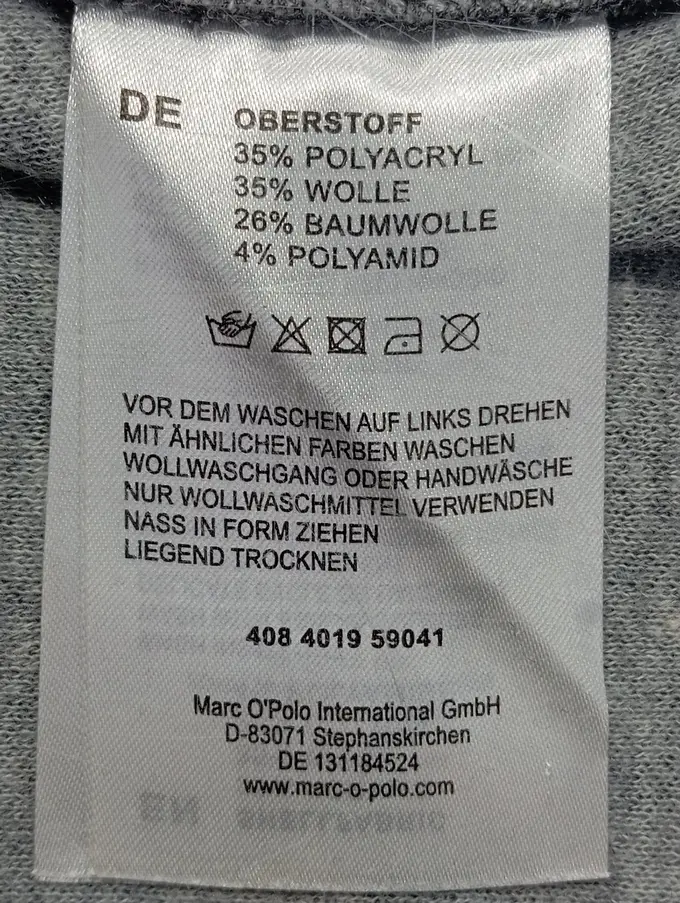 DE
OBERSTOFF
35% POLYACRYL
35% WOLLE
26% BAUMWOLLE
4% POLYAMID
VOR DEM WASCHEN AUF LINKS DREHEN
MIT ÄHNLICHEN FARBEN WASCHEN
WOLLWASCHGANG ODER HANDWÄSCHE
NUR WOLLWASCHMITTEL VERWENDEN
NASS IN FORM ZIEHEN
LIEGEND TROCKNEN
408 4019 59041
Marc O'Polo International GmbH
D-83071 Stephanskirchen
DE 131184524
www.marc-o-polo.com